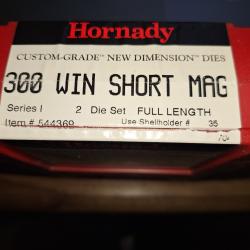 Hornady
CUSTOM-GRADE™ NEW DIMENSION™ DIES
300 WIN SHORT MAG
Series I 2 Die Set FULL LENGTH
Item # 544369 Use Shellholder # 35